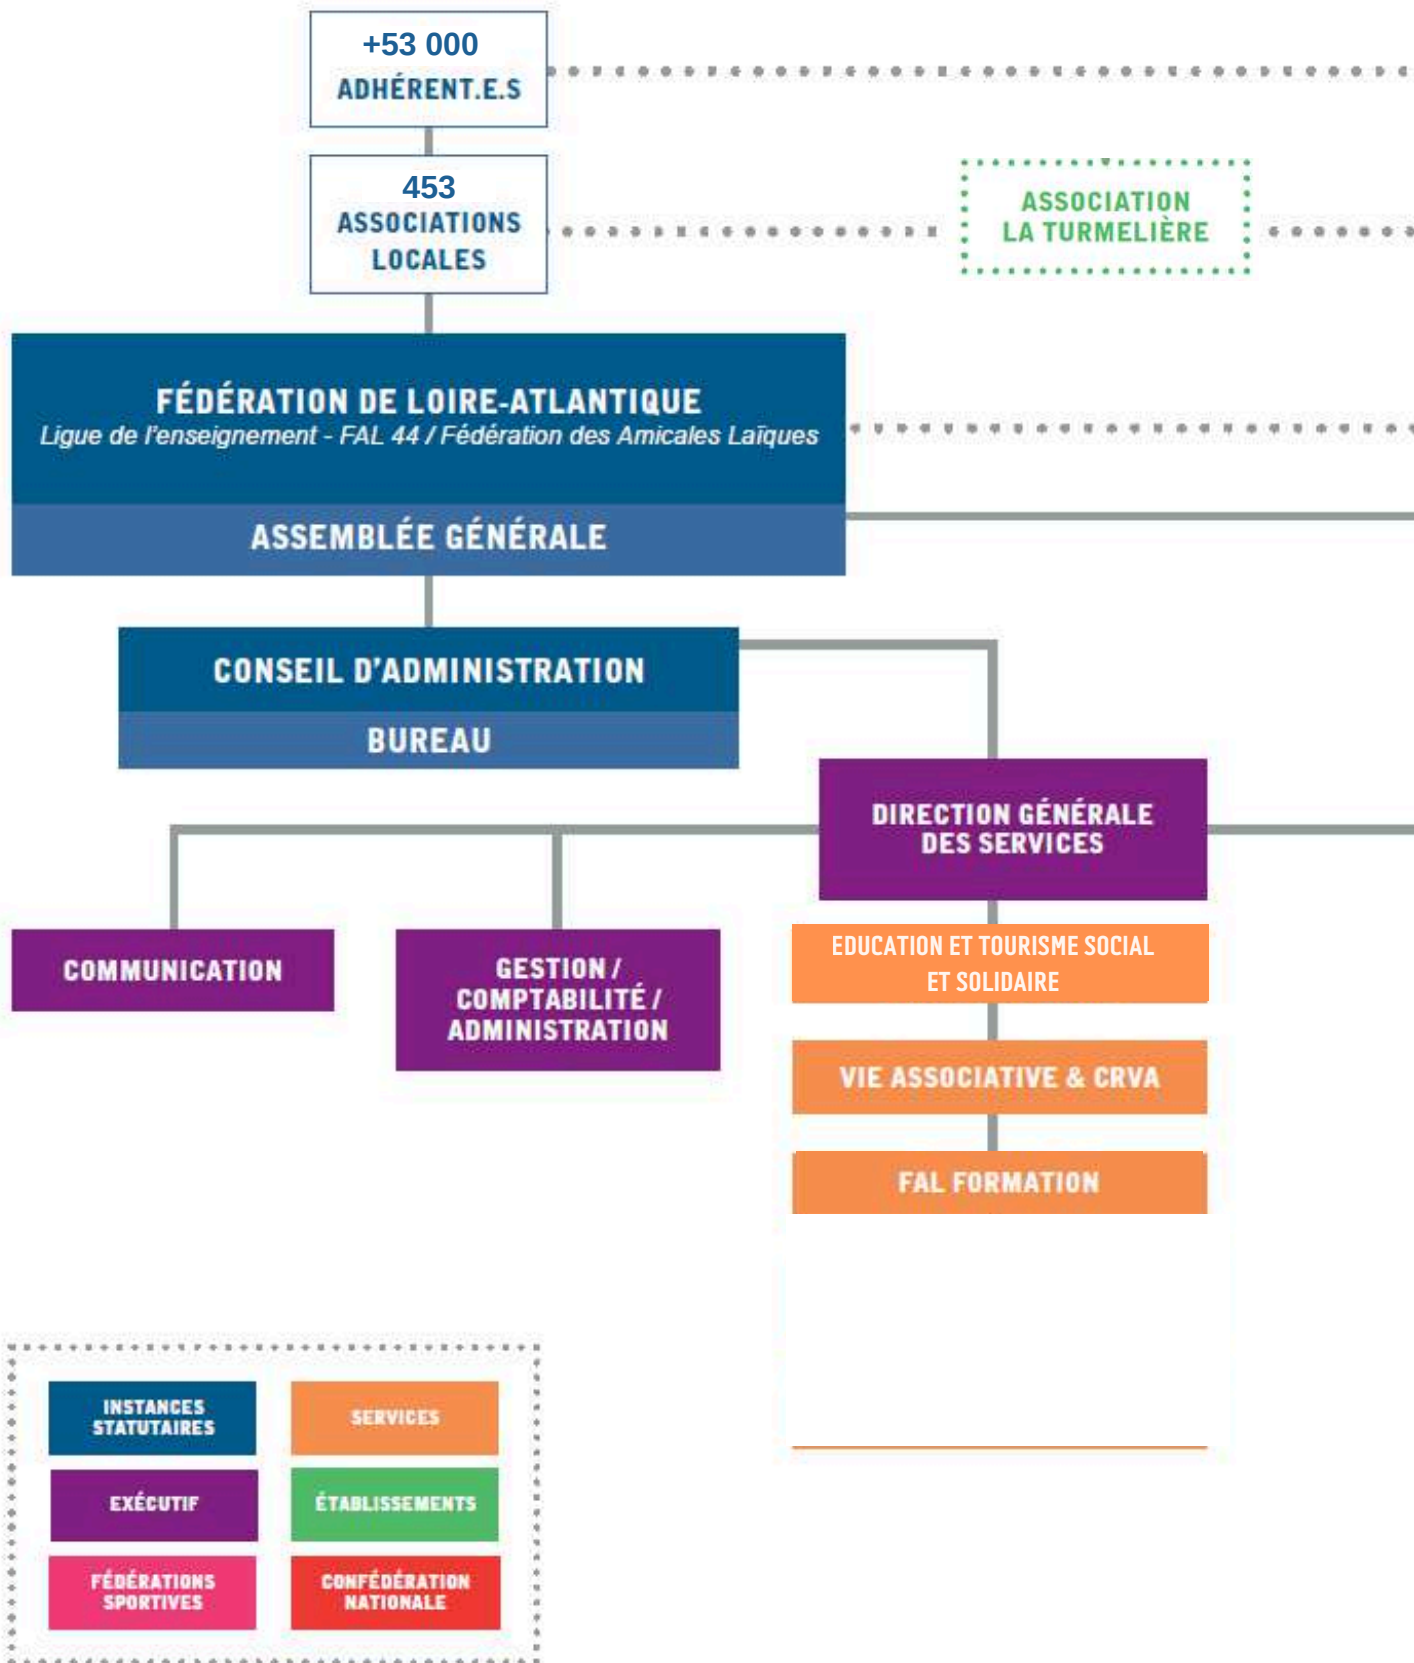 +53 000
ADHÉRENT.E.S
453
ASSOCIATIONS
LOCALES
ASSOCIATION
LA TURMELIÈRE
FÉDÉRATION DE LOIRE-ATLANTIQUE
Ligue de l'enseignement - FAL 44 / Fédération des Amicales Laïques
ASSEMBLÉE GÉNÉRALE
CONSEIL D'ADMINISTRATION
BUREAU
DIRECTION GÉNÉRALE
DES SERVICES
COMMUNICATION
GESTION /
COMPTABILITÉ /
ADMINISTRATION
EDUCATION ET TOURISME SOCIAL
ET SOLIDAIRE
VIE ASSOCIATIVE & CRVA
FAL FORMATION
INSTANCES
STATUTAIRES
SERVICES
EXÉCUTIF
ÉTABLISSEMENTS
FÉDÉRATIONS
SPORTIVES
CONFÉDÉRATION
NATIONALE